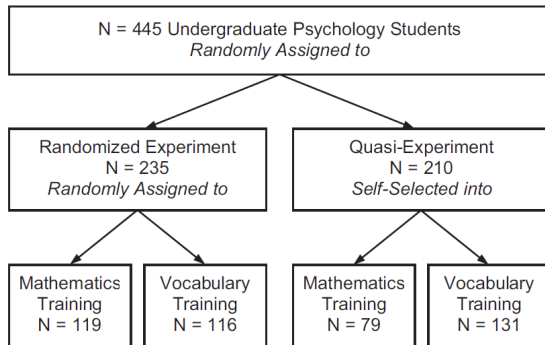 N = 445 Undergraduate Psychology Students
Randomly Assigned to
Randomized Experiment
N = 235
Randomly Assigned to
Quasi-Experiment
N = 210
Self-Selected into
Mathematics
Training
N = 119
Vocabulary
Training
N = 116
Mathematics
Training
N = 79
Vocabulary
Training
N = 131